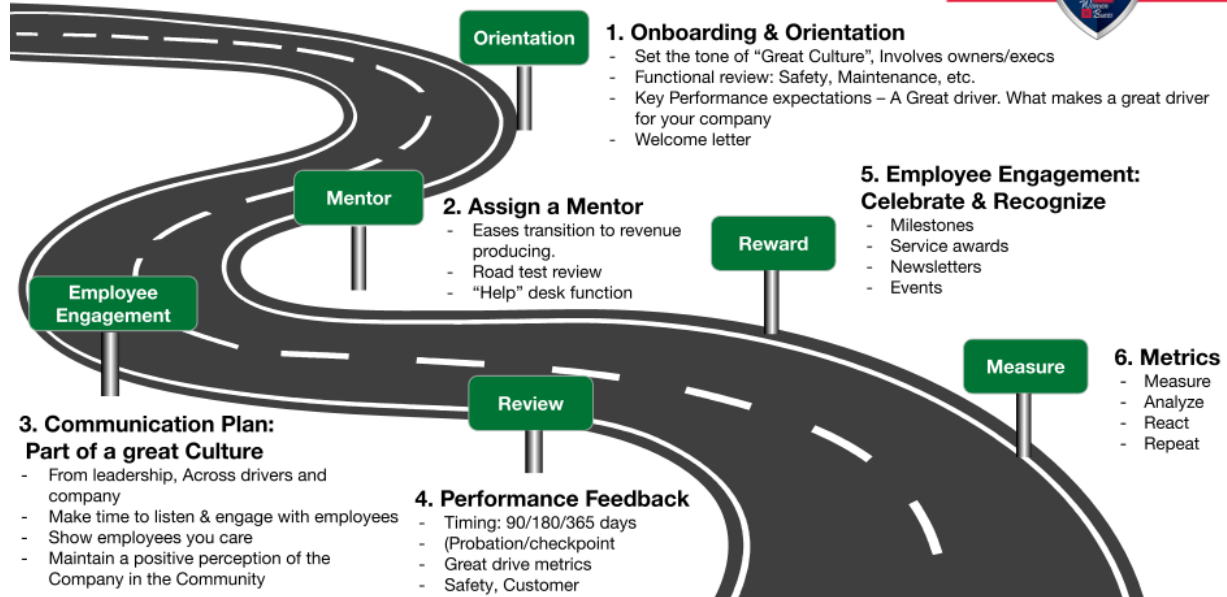 Women
Buses
Orientation
1. Onboarding & Orientation
- Set the tone of “Great Culture”, Involves owners/execs
- Functional review: Safety, Maintenance, etc.
- Key Performance expectations – A Great driver. What makes a great driver
for your company
- Welcome letter
Mentor
2. Assign a Mentor
- Eases transition to revenue
producing.
- Road test review
- “Help” desk function
Reward
5. Employee Engagement:
Celebrate & Recognize
- Milestones
- Service awards
- Newsletters
- Events
Employee
Engagement
3. Communication Plan:
Part of a great Culture
- From leadership, Across drivers and
company
- Make time to listen & engage with employees
- Show employees you care
- Maintain a positive perception of the
Company in the Community
Review
4. Performance Feedback
- Timing: 90/180/365 days
- (Probation/checkpoint
- Great drive metrics
- Safety, Customer
Measure
6. Metrics
- Measure
- Analyze
- React
- Repeat